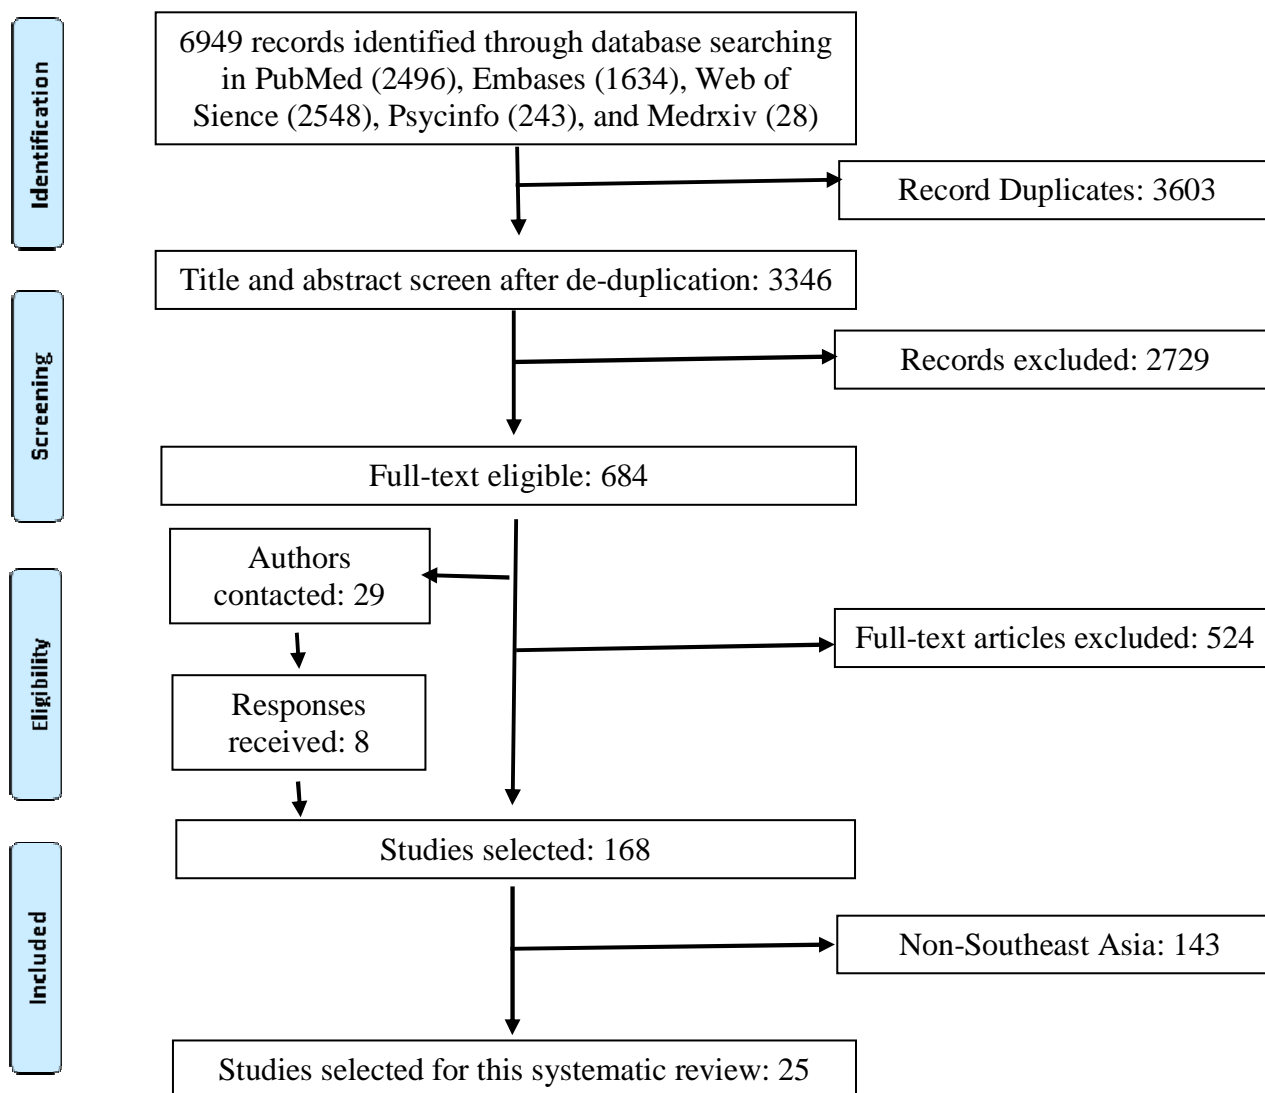 Identification
6949 records identified through database searching
in PubMed (2496), Embases (1634), Web of
Sience (2548), Psycinfo (243), and Medrxiv (28)
Record Duplicates: 3603
Title and abstract screen after de-duplication: 3346
Screening
Records excluded: 2729
Full-text eligible: 684
Authors
contacted: 29
Eligibility
Full-text articles excluded: 524
Responses
received: 8
Studies selected: 168
Included
Non-Southeast Asia: 143
Studies selected for this systematic review: 25